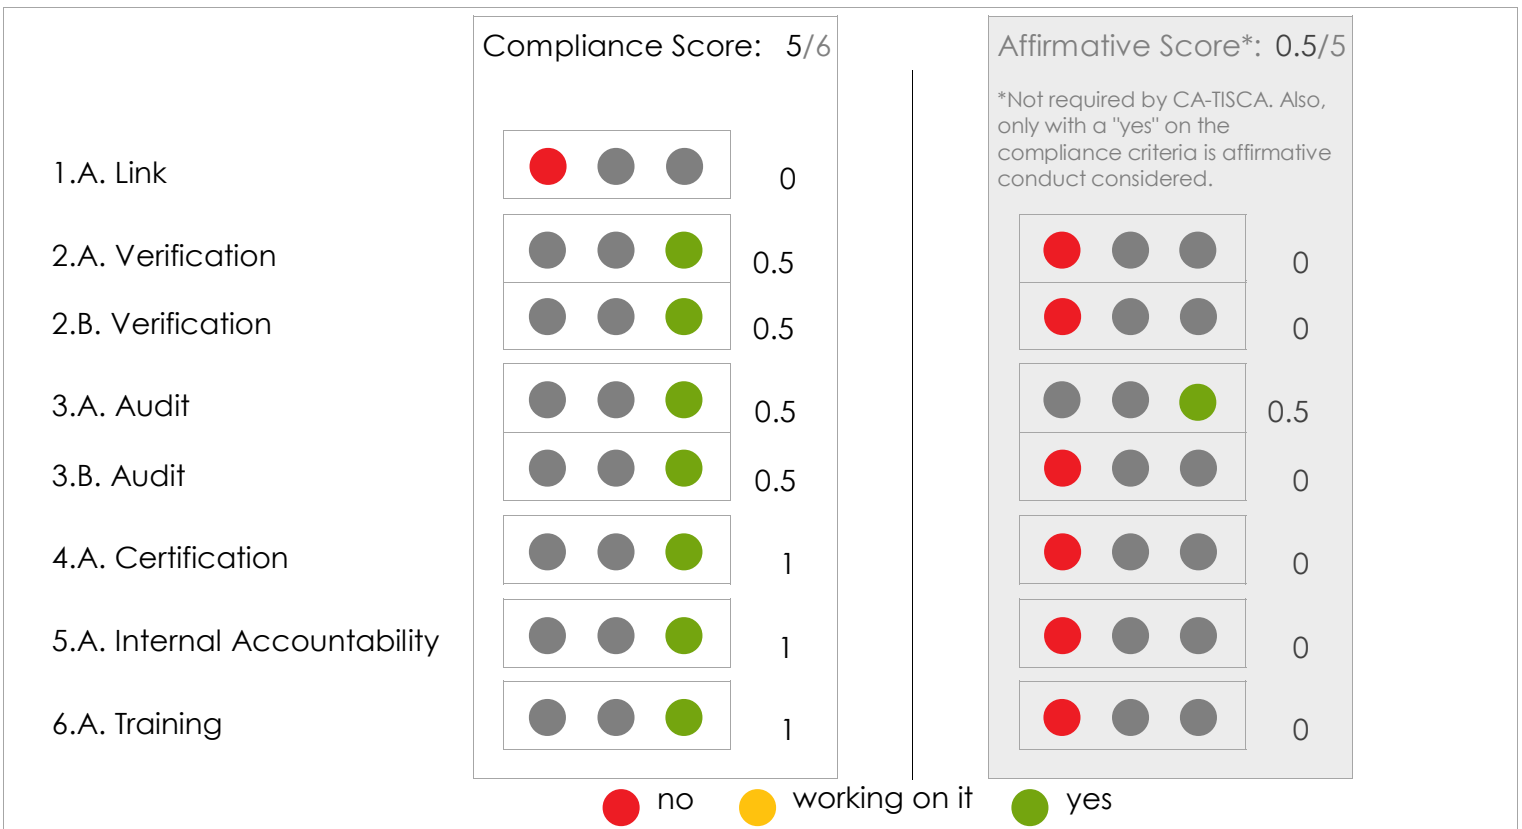 Compliance Score: 5/6
Affirmative Score*: 0.5/5
*Not required by CA-TISCA. Also,
only with a "yes" on the
compliance criteria is affirmative
conduct considered.
1.A. Link 0
2.A. Verification 0.5 0
2.B. Verification 0.5 0
3.A. Audit 0.5 0.5
3.B. Audit 0.5 0
4.A. Certification 1 0
5.A. Internal Accountability 1 0
6.A. Training 1 0
no working on it yes